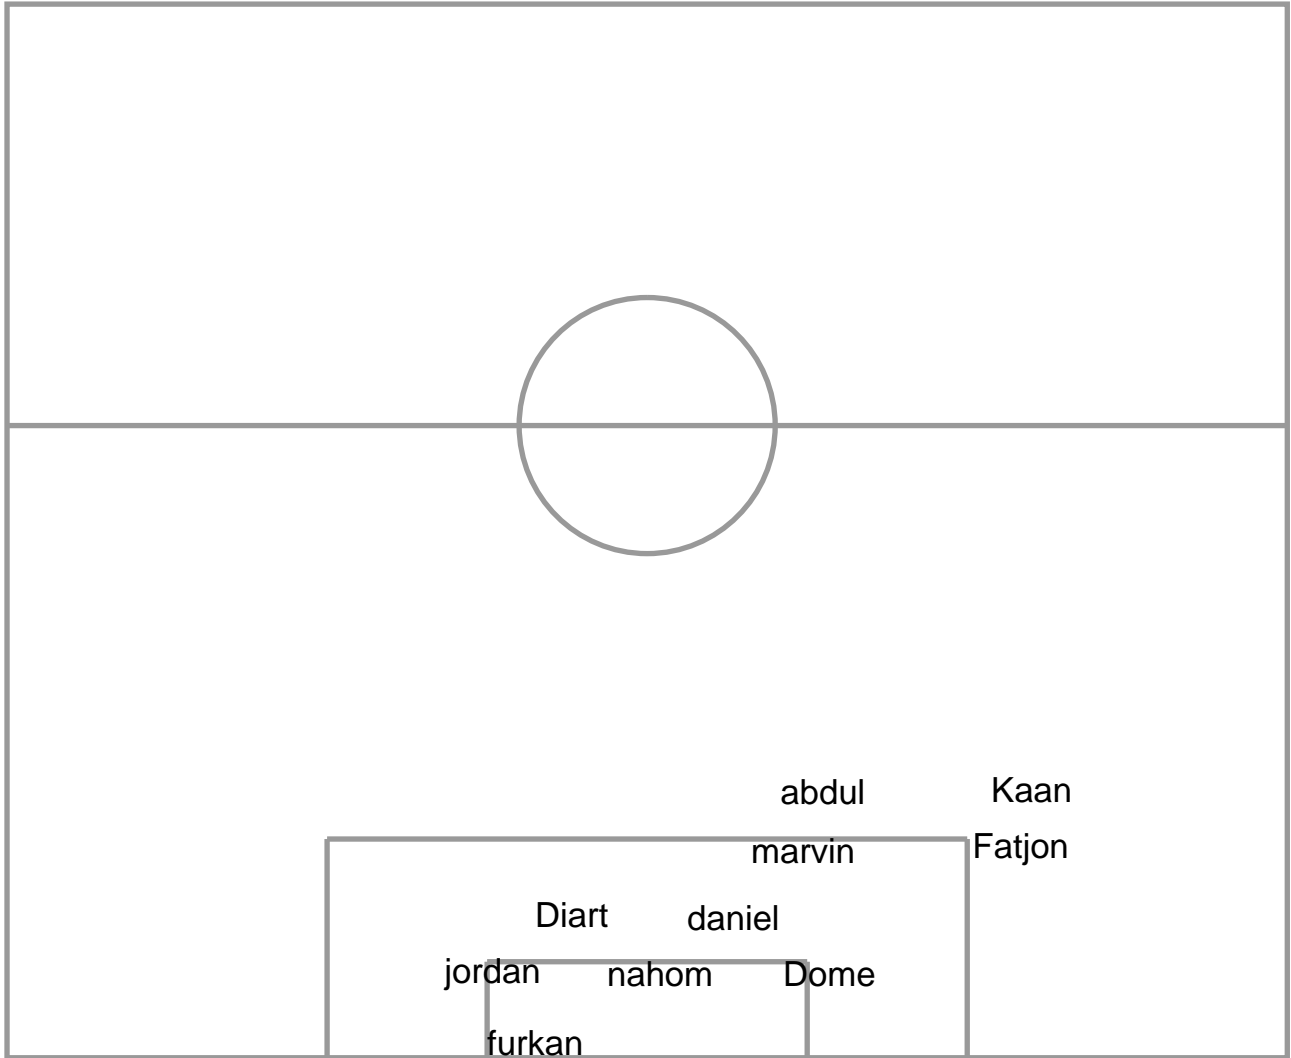 abdul Kaan
marvin Fatjon
Diart daniel
jordan nahom Dome
furkan